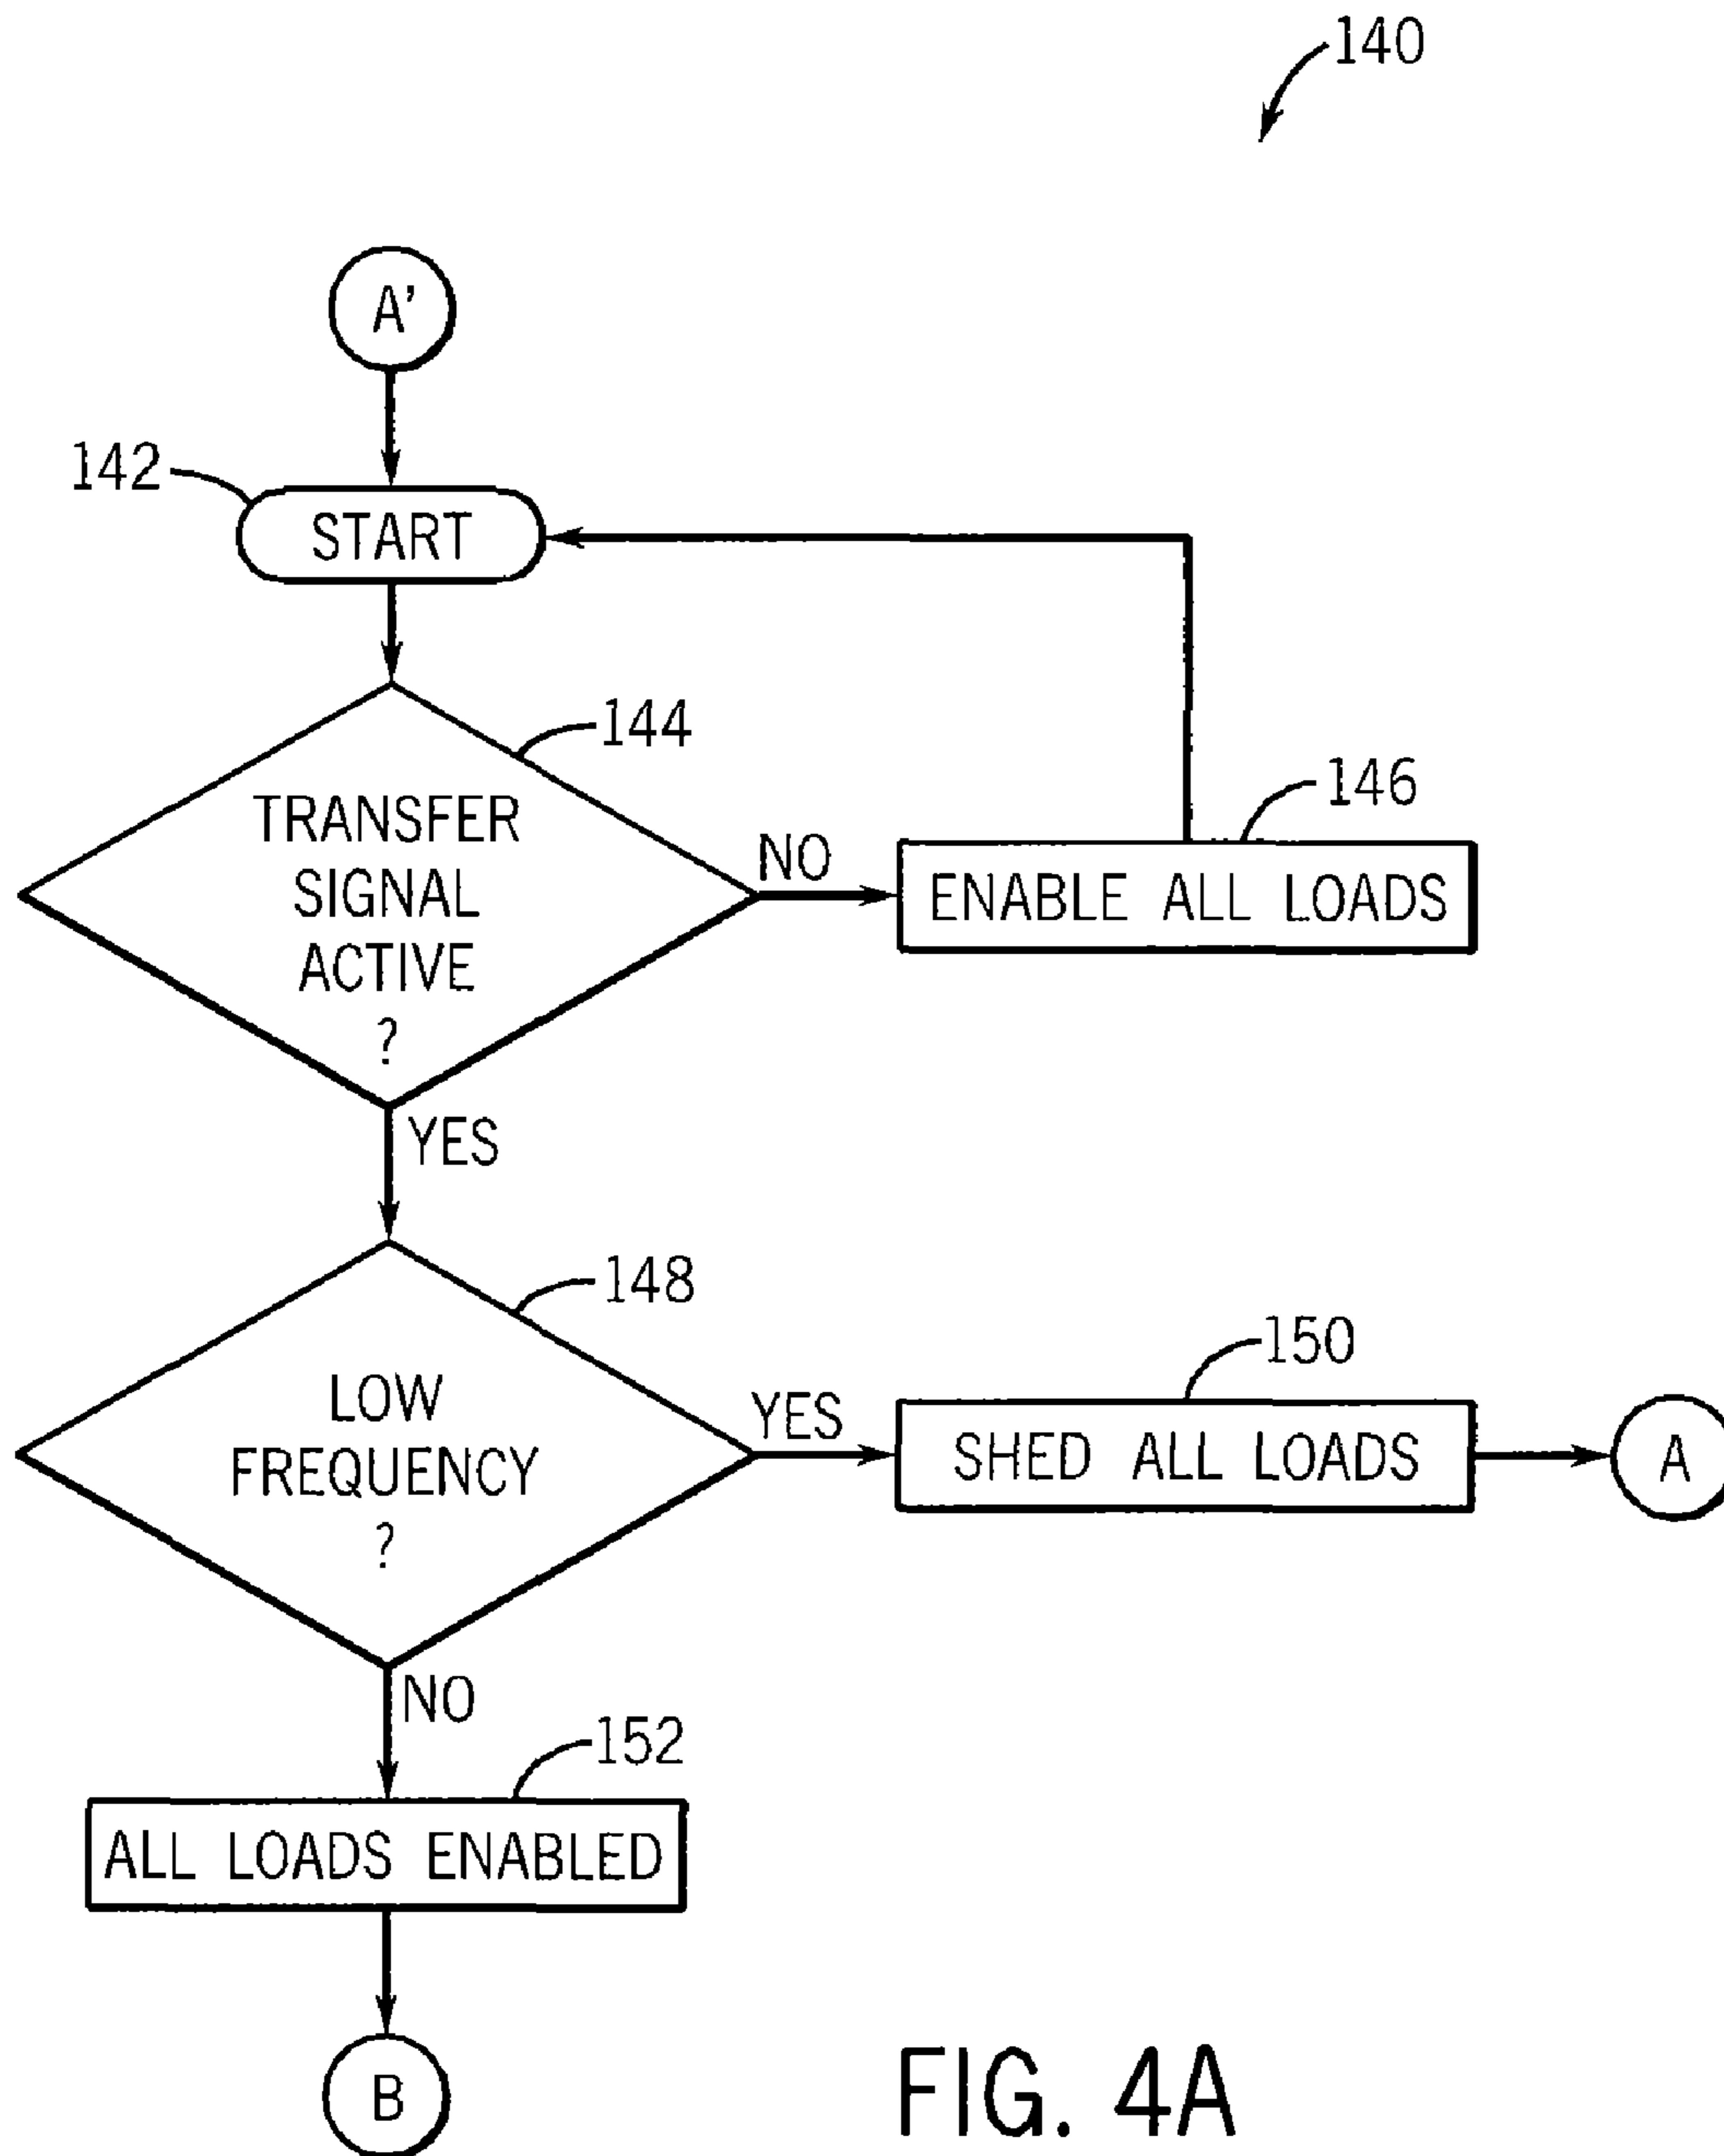 140
A'
142
START
144
TRANSFER
SIGNAL
ACTIVE
?
NO
146
ENABLE ALL LOADS
YES
148
LOW
FREQUENCY
?
YES
150
SHED ALL LOADS
A
NO
152
ALL LOADS ENABLED
B
FIG. 4A